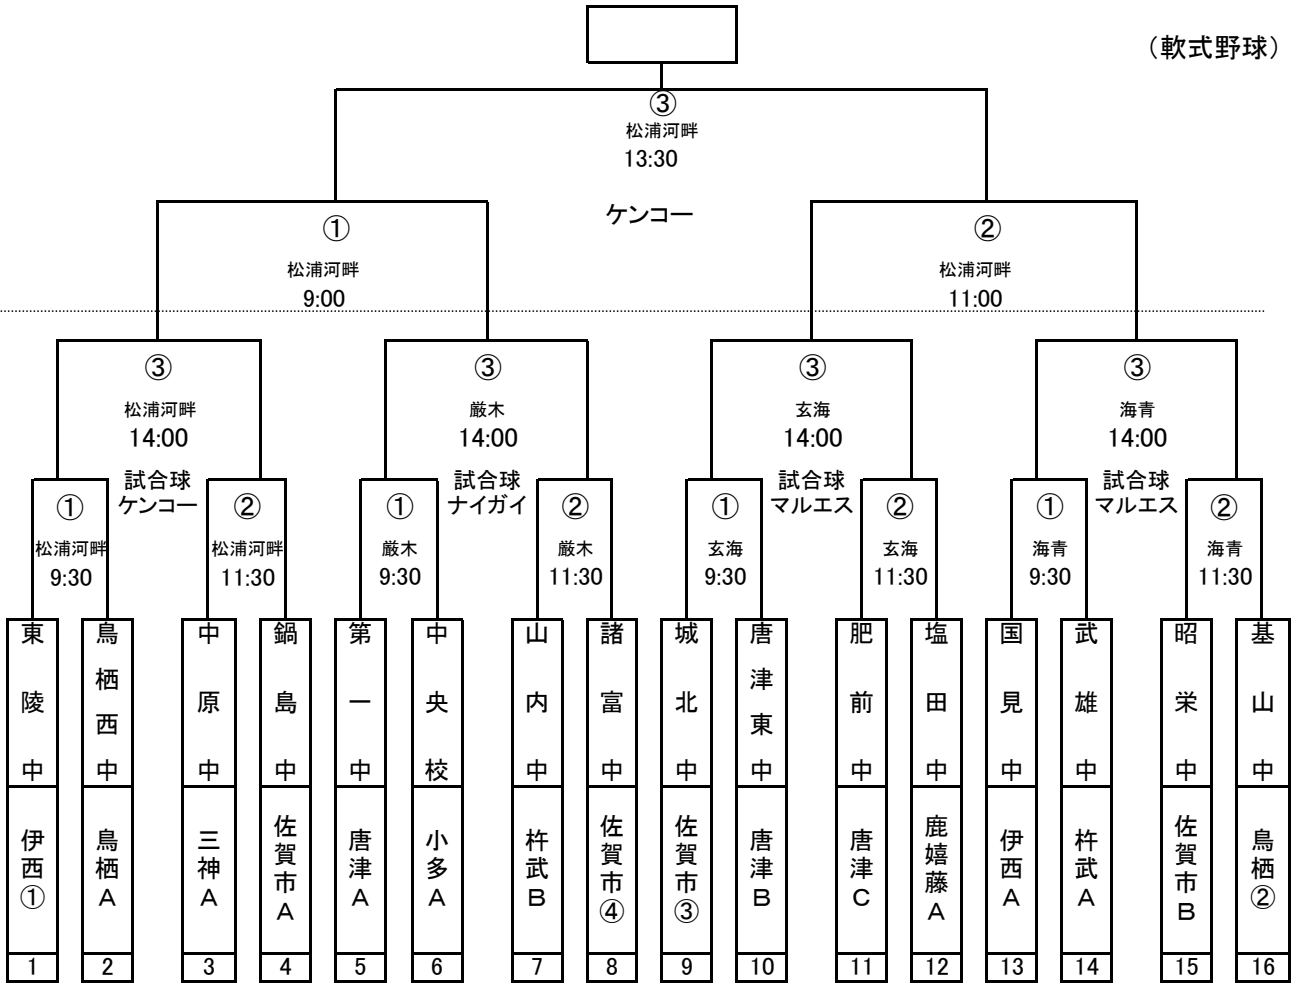 （軟式野球）
③
松浦河畔
13:30
ケンコー
①
松浦河畔
9:00
②
松浦河畔
11:00
③
松浦河畔
14:00
試合球
ケンコー
③
厳木
14:00
試合球
ナイガイ
③
玄海
14:00
試合球
マルエス
③
海青
14:00
試合球
マルエス
①
松浦河畔
9:30
②
松浦河畔
11:30
①
厳木
9:30
②
厳木
11:30
①
玄海
9:30
②
玄海
11:30
①
海青
9:30
②
海青
11:30
東陵中
伊西①
1
鳥栖西中
鳥栖A
2
中原中
三神A
3
鍋島中
佐賀市A
4
第一中
唐津A
5
中央校
小多A
6
山内中
杵武B
7
諸富中
佐賀市④
8
城北中
佐賀市③
9
唐津東中
唐津B
10
肥前中
唐津C
11
塩田中
鹿嬉藤A
12
国見中
伊西A
13
武雄中
杵武A
14
昭栄中
佐賀市B
15
基山中
鳥栖②
16